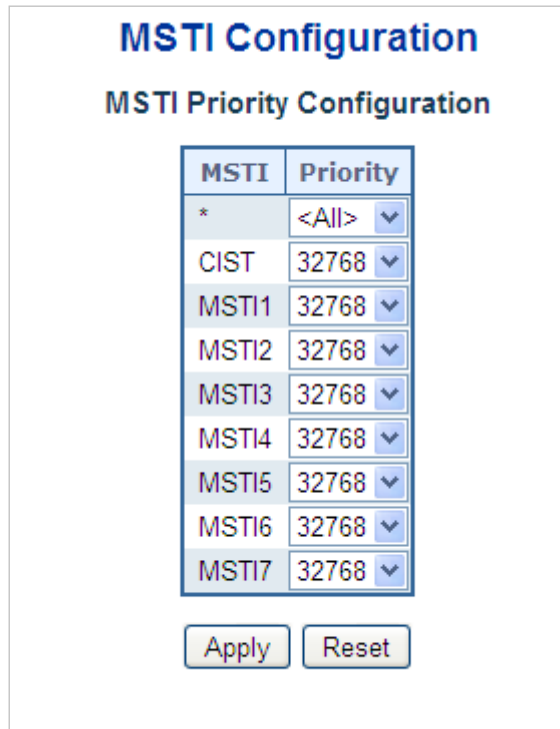 MSTI Configuration
MSTI Priority Configuration
MSTI Priority
* <All>
CIST 32768
MSTI1 32768
MSTI2 32768
MSTI3 32768
MSTI4 32768
MSTI5 32768
MSTI6 32768
MSTI7 32768
Apply Reset